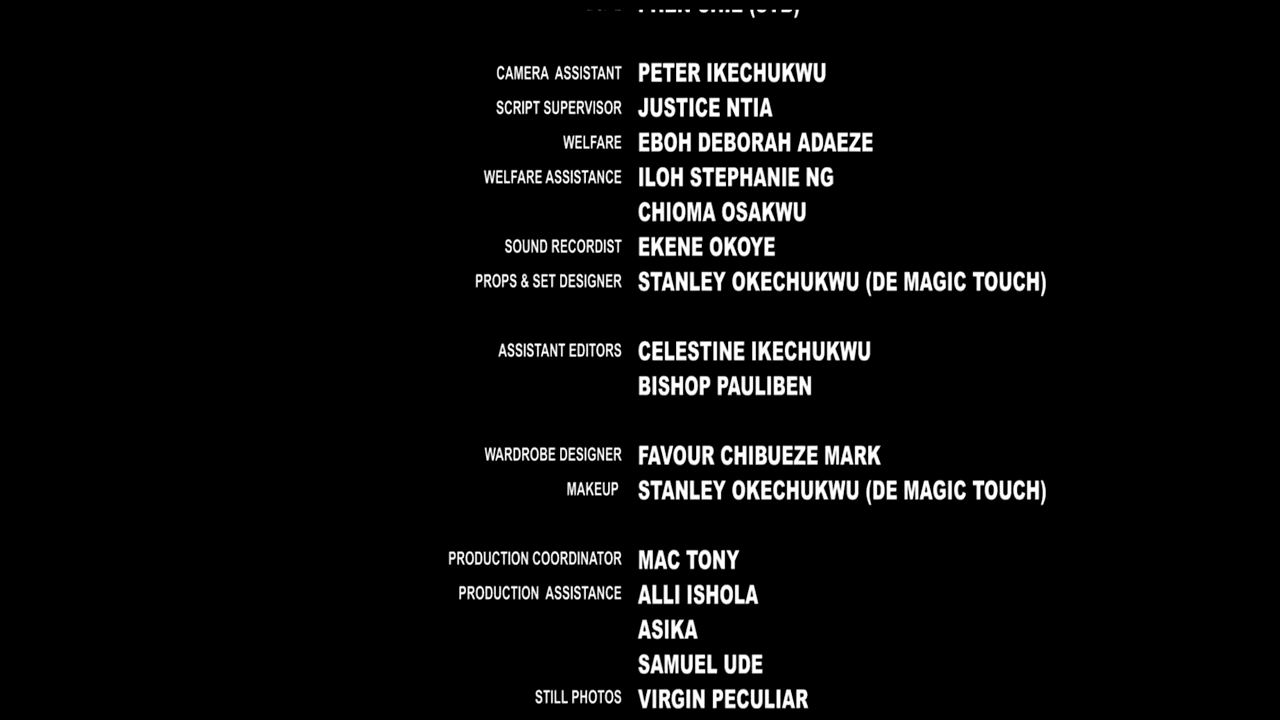 CAMERA ASSISTANT PETER IKECHUKWU
SCRIPT SUPERVISOR JUSTICE NTIA
WELFARE EBOH DEBORAH ADAEZE
WELFARE ASSISTANCE ILOH STEPHANIE NG
CHIOMA OSAKWU
SOUND RECORDIST EKENE OKOYE
PROPS & SET DESIGNER STANLEY OKECHUKWU (DE MAGIC TOUCH)
ASSISTANT EDITORS CELESTINE IKECHUKWU
BISHOP PAULIBEN
WARDROBE DESIGNER FAVOUR CHIBUEZE MARK
MAKEUP STANLEY OKECHUKWU (DE MAGIC TOUCH)
PRODUCTION COORDINATOR MAC TONY
PRODUCTION ASSISTANCE ALLI ISHOLA
ASIKA
SAMUEL UDE
STILL PHOTOS VIRGIN PECULIAR